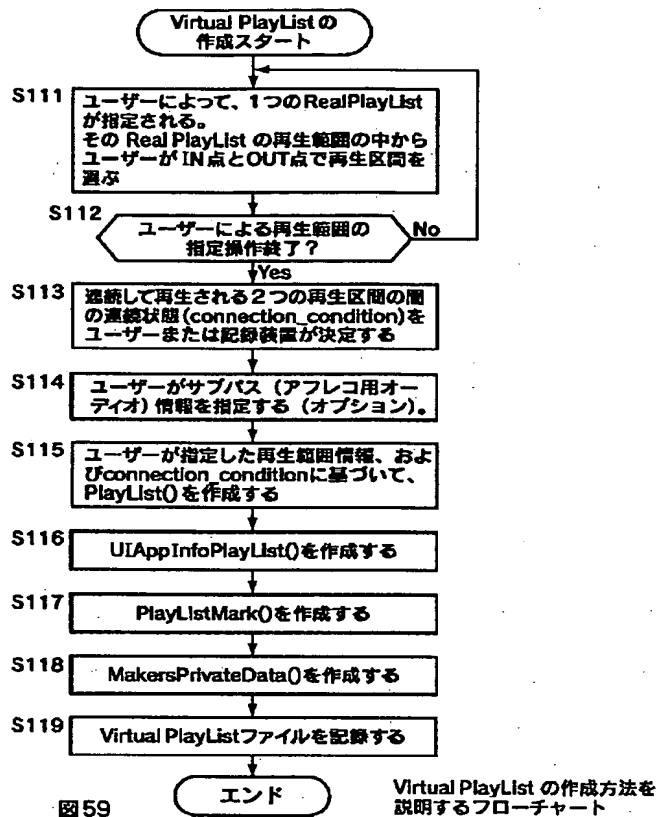 Virtual PlayList の
作成スタート
S111
ユーザーによって、1つのRealPlayList
が指定される。
その Real PlayList の再生範囲の中から
ユーザーが IN点とOUT点で再生区間を
選ぶ
S112
ユーザーによる再生範囲の
指定操作終了？
No
Yes
S113
連続して再生される2つの再生区間の間
の連続状態(connection_condition)を
ユーザーまたは記録装置が決定する
S114
ユーザーがサブパス（アフレコ用オー
ディオ）情報を指定する（オプション）。
S115
ユーザーが指定した再生範囲情報、およ
びconnection_conditionに基づいて、
PlayList()を作成する
S116
UIAppInfoPlayList()を作成する
S117
PlayListMark()を作成する
S118
MakersPrivateData()を作成する
S119
Virtual PlayListファイルを記録する
エンド
図59
Virtual PlayList の作成方法を
説明するフローチャート